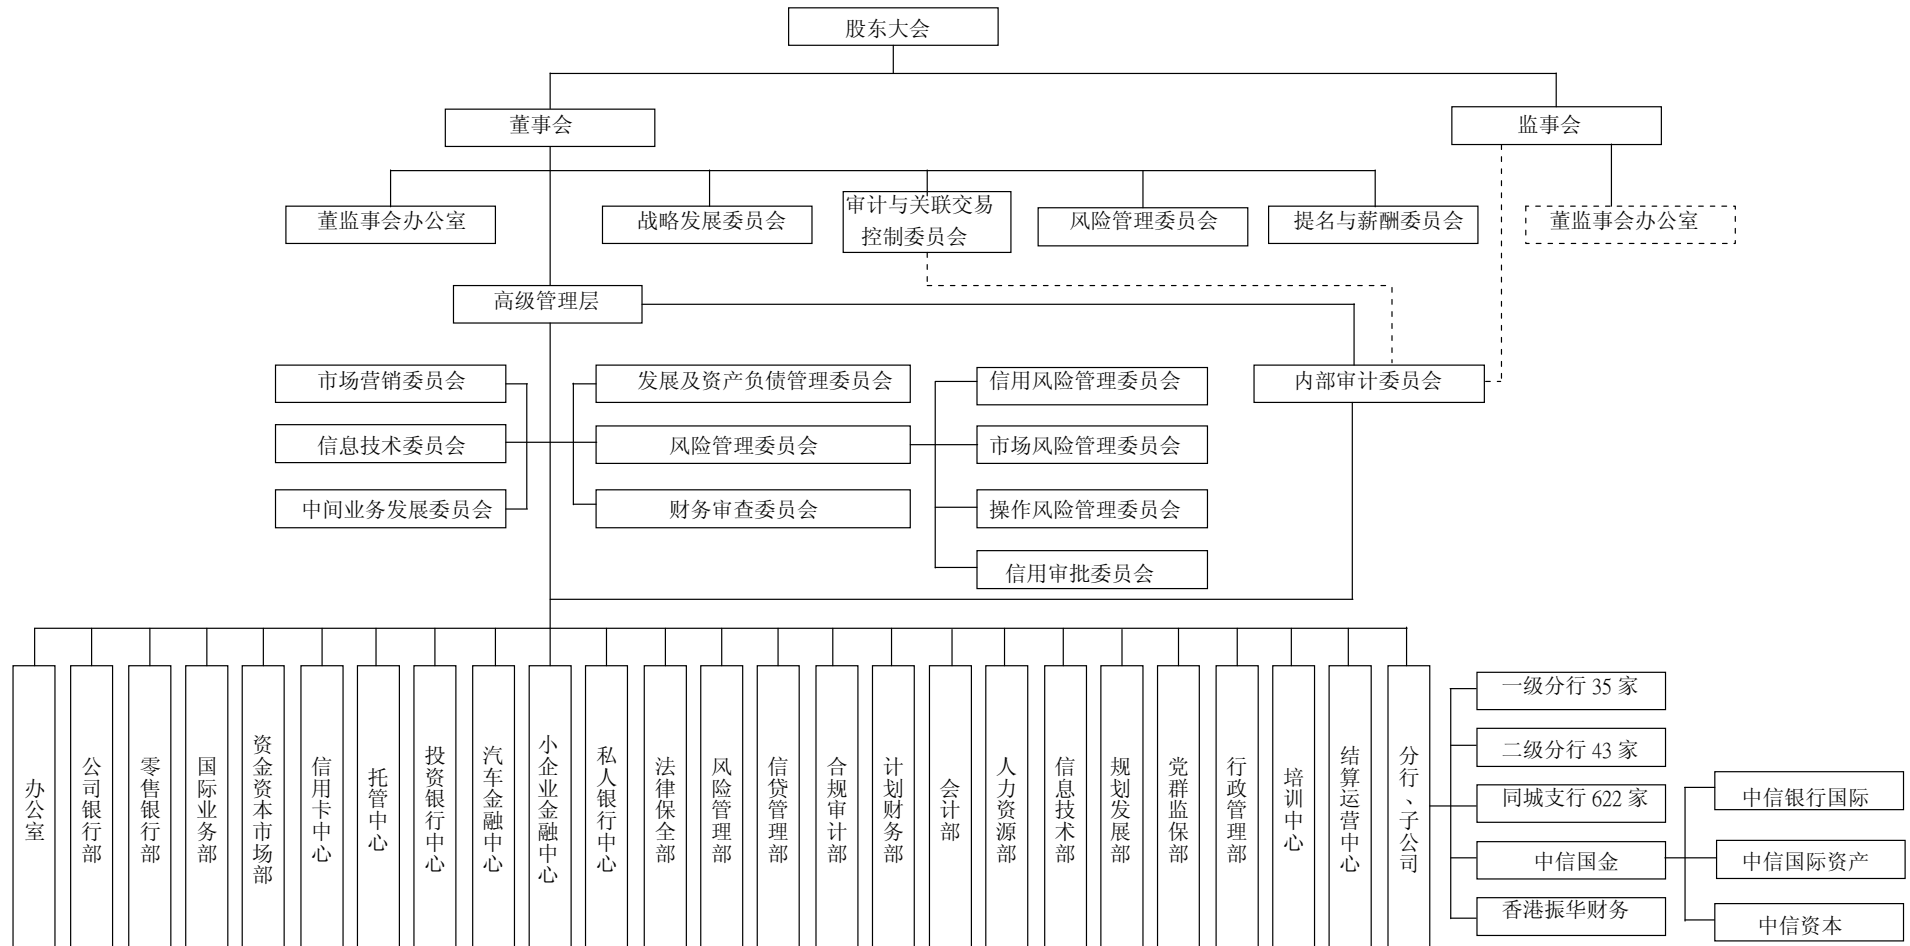 股东大会
董事会
监事会
董监事会办公室
战略发展委员会
审计与关联交易
控制委员会
风险管理委员会
提名与薪酬委员会
董监事会办公室
高级管理层
市场营销委员会
发展及资产负债管理委员会
信用风险管理委员会
内部审计委员会
信息技术委员会
风险管理委员会
市场风险管理委员会
中间业务发展委员会
财务审查委员会
操作风险管理委员会
信用审批委员会
办公室
公司银行部
零售银行部
国际业务部
资金资本市场部
信用卡中心
托管中心
投资银行中心
汽车金融中心
小企业金融中心
私人银行中心
法律保全部
风险管理部
信贷管理部
合规审计部
计划财务部
会计部
人力资源部
信息技术部
规划发展部
党群监保部
行政管理部
培训中心
结算运营中心
分行、子公司
一级分行 35 家
二级分行 43 家
同城支行 622 家
中信国金
香港振华财务
中信银行国际
中信国际资产
中信资本